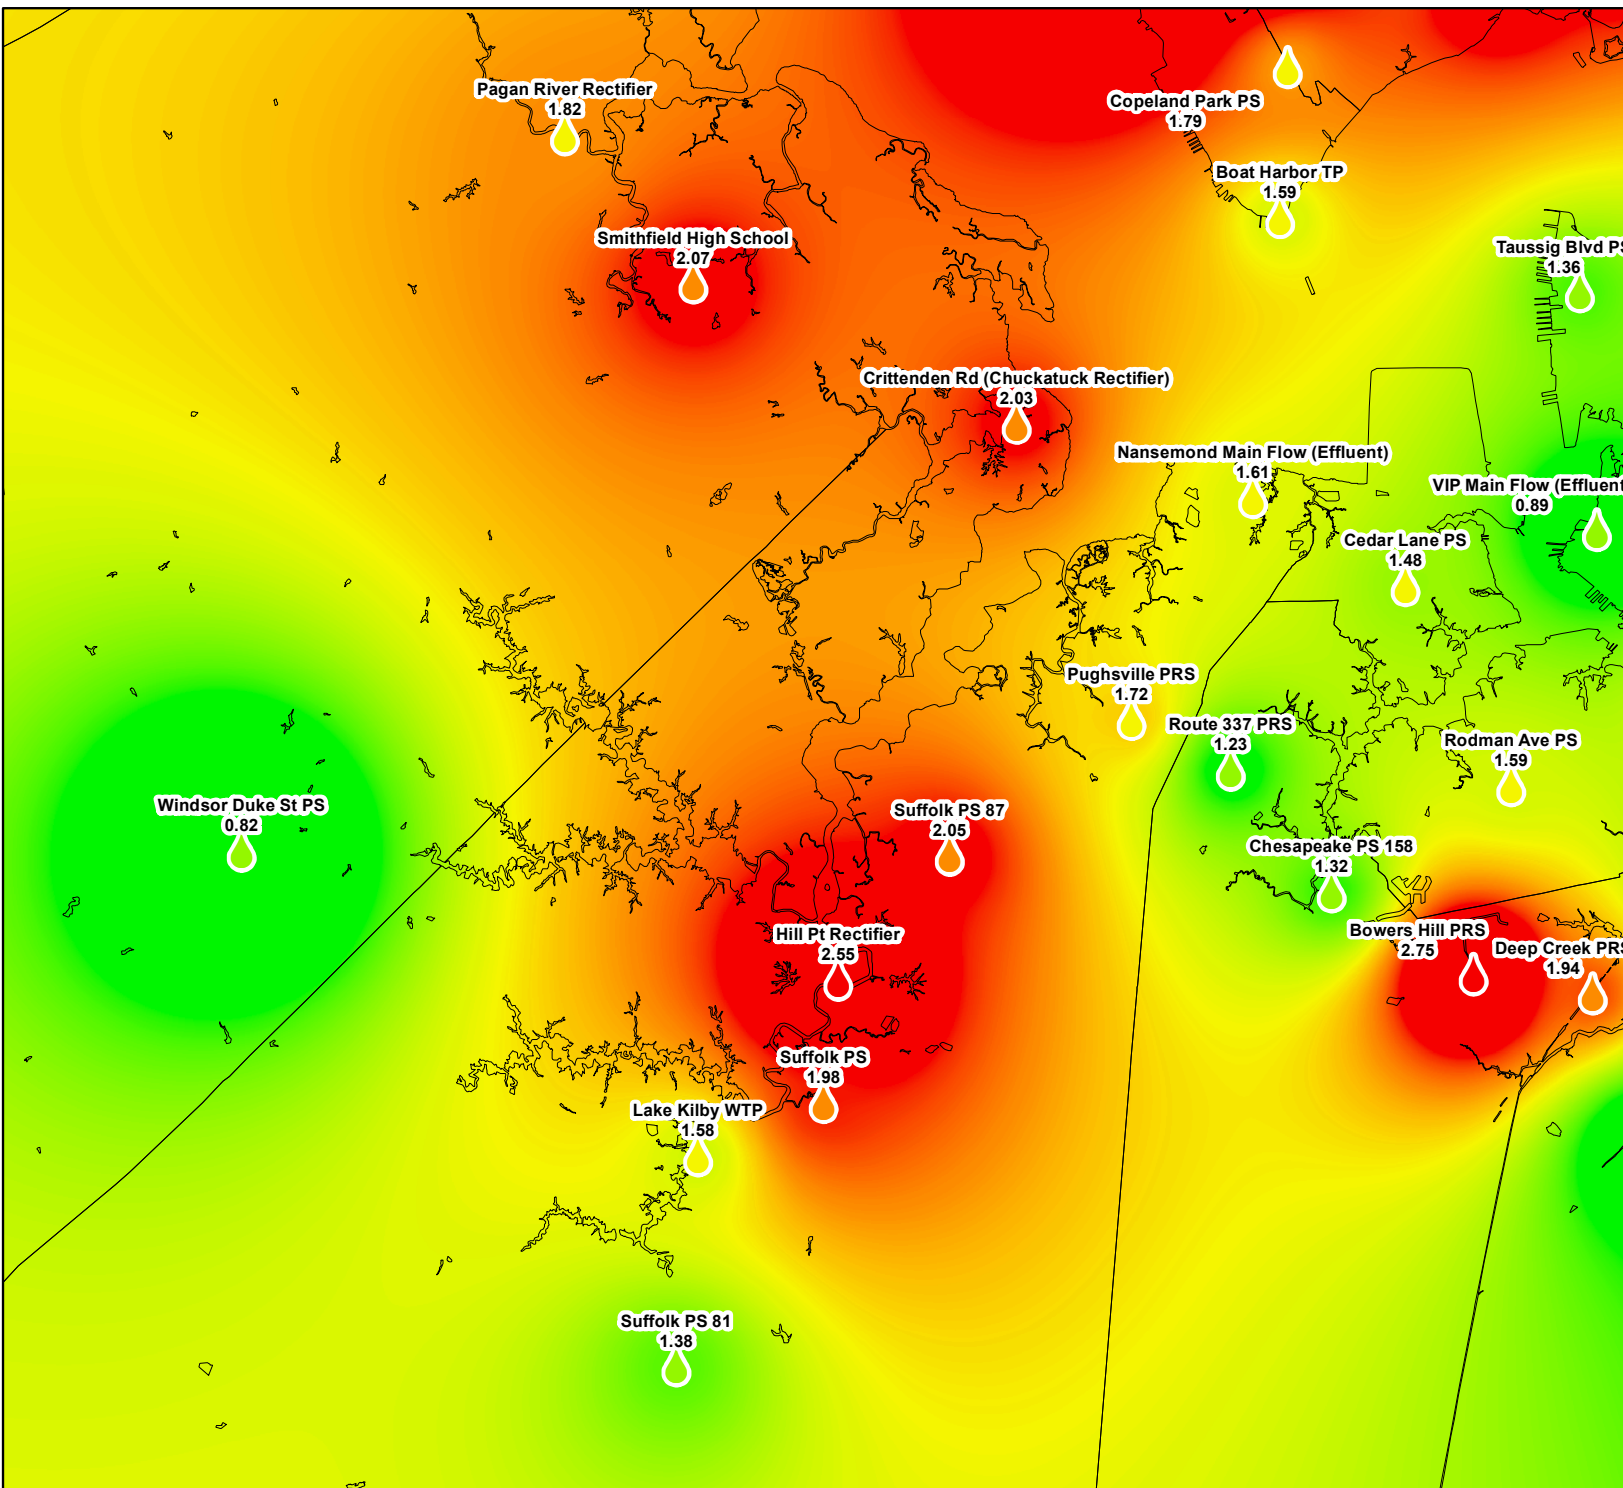 Pagan River Rectifier
1.82
Copeland Park PS
1.79
Boat Harbor TP
1.59
Smithfield High School
2.07
Taussig Blvd PS
1.36
Crittenden Rd (Chuckatuck Rectifier)
2.03
Nansemond Main Flow (Effluent)
1.61
VIP Main Flow (Effluent
0.89
Cedar Lane PS
1.48
Pughsville PRS
1.72
Route 337 PRS
1.23
Rodman Ave PS
1.59
Windsor Duke St PS
0.82
Suffolk PS 87
2.05
Chesapeake PS 158
1.32
Hill Pt Rectifier
2.55
Bowers Hill PRS
2.75
Deep Creek PRS
1.94
Suffolk PS
1.98
Lake Kilby WTP
1.58
Suffolk PS 81
1.38